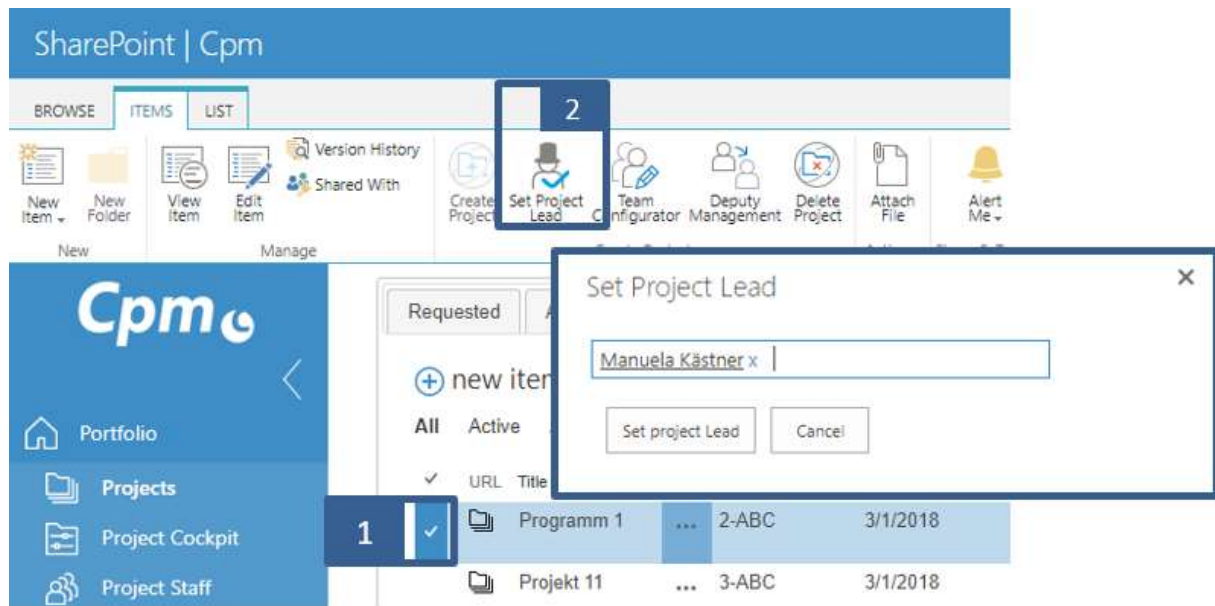 SharePoint | Cpm
BROWSE ITEMS LIST
2
New Item
New Folder
View Item
Edit Item
Version History
Shared With
Create Project
Set Project Lead
Team Configurator
Deputy Management
Delete Project
Attach File
Alert Me
New
Manage
Cpm
Set Project Lead
×
Requested
Manuela Kästner x
new iter
All Active
Set project Lead Cancel
Portfolio
URL Title
Projects
1
Programm 1 ... 2-ABC 3/1/2018
Project Cockpit
Projekt 11 ... 3-ABC 3/1/2018
Project Staff